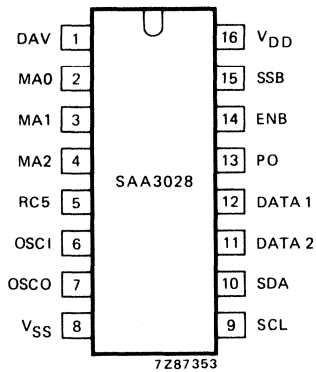 DAV 1 16 VDD
MA0 2 15 SSB
MA1 3 14 ENB
MA2 4 13 PO
SAA3028
RC5 5 12 DATA 1
OSCI 6 11 DATA 2
OSCO 7 10 SDA
VSS 8 9 SCL
7Z87353